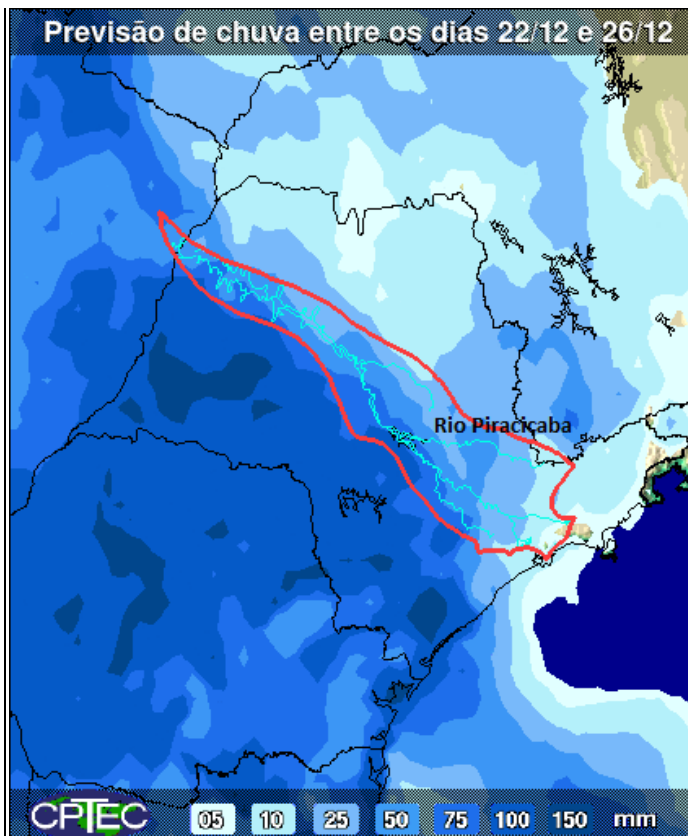 Previsão de chuva entre os dias 22/12 e 26/12
Rio Piracicaba
CPTEC 05 10 25 50 75 100 150 mm